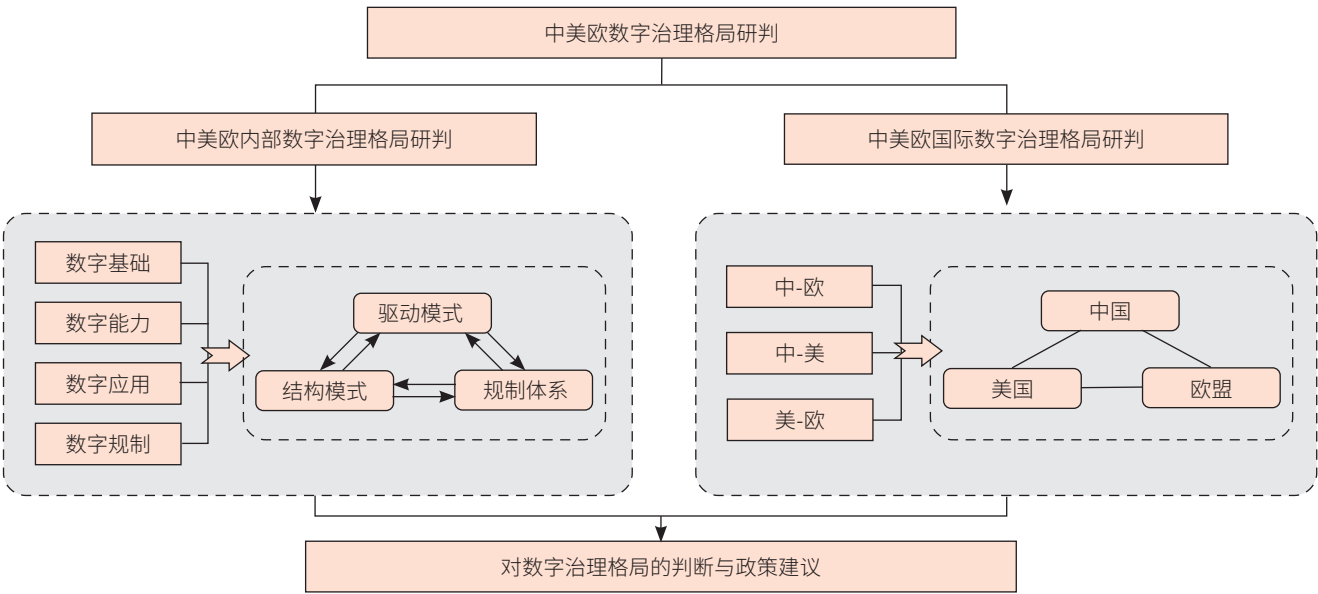 中美欧数字治理格局研判
中美欧内部数字治理格局研判
中美欧国际数字治理格局研判
数字基础
数字能力
数字应用
数字规制
驱动模式
结构模式
规制体系
中-欧
中-美
美-欧
中国
美国
欧盟
对数字治理格局的判断与政策建议